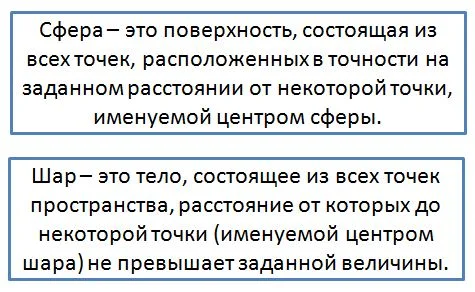 Сфера – это поверхность, состоящая из
всех точек, расположенных в точности на
заданном расстоянии от некоторой точки,
именуемой центром сферы.
Шар – это тело, состоящее из всех точек
пространства, расстояние от которых до
некоторой точки (именуемой центром
шара) не превышает заданной величины.